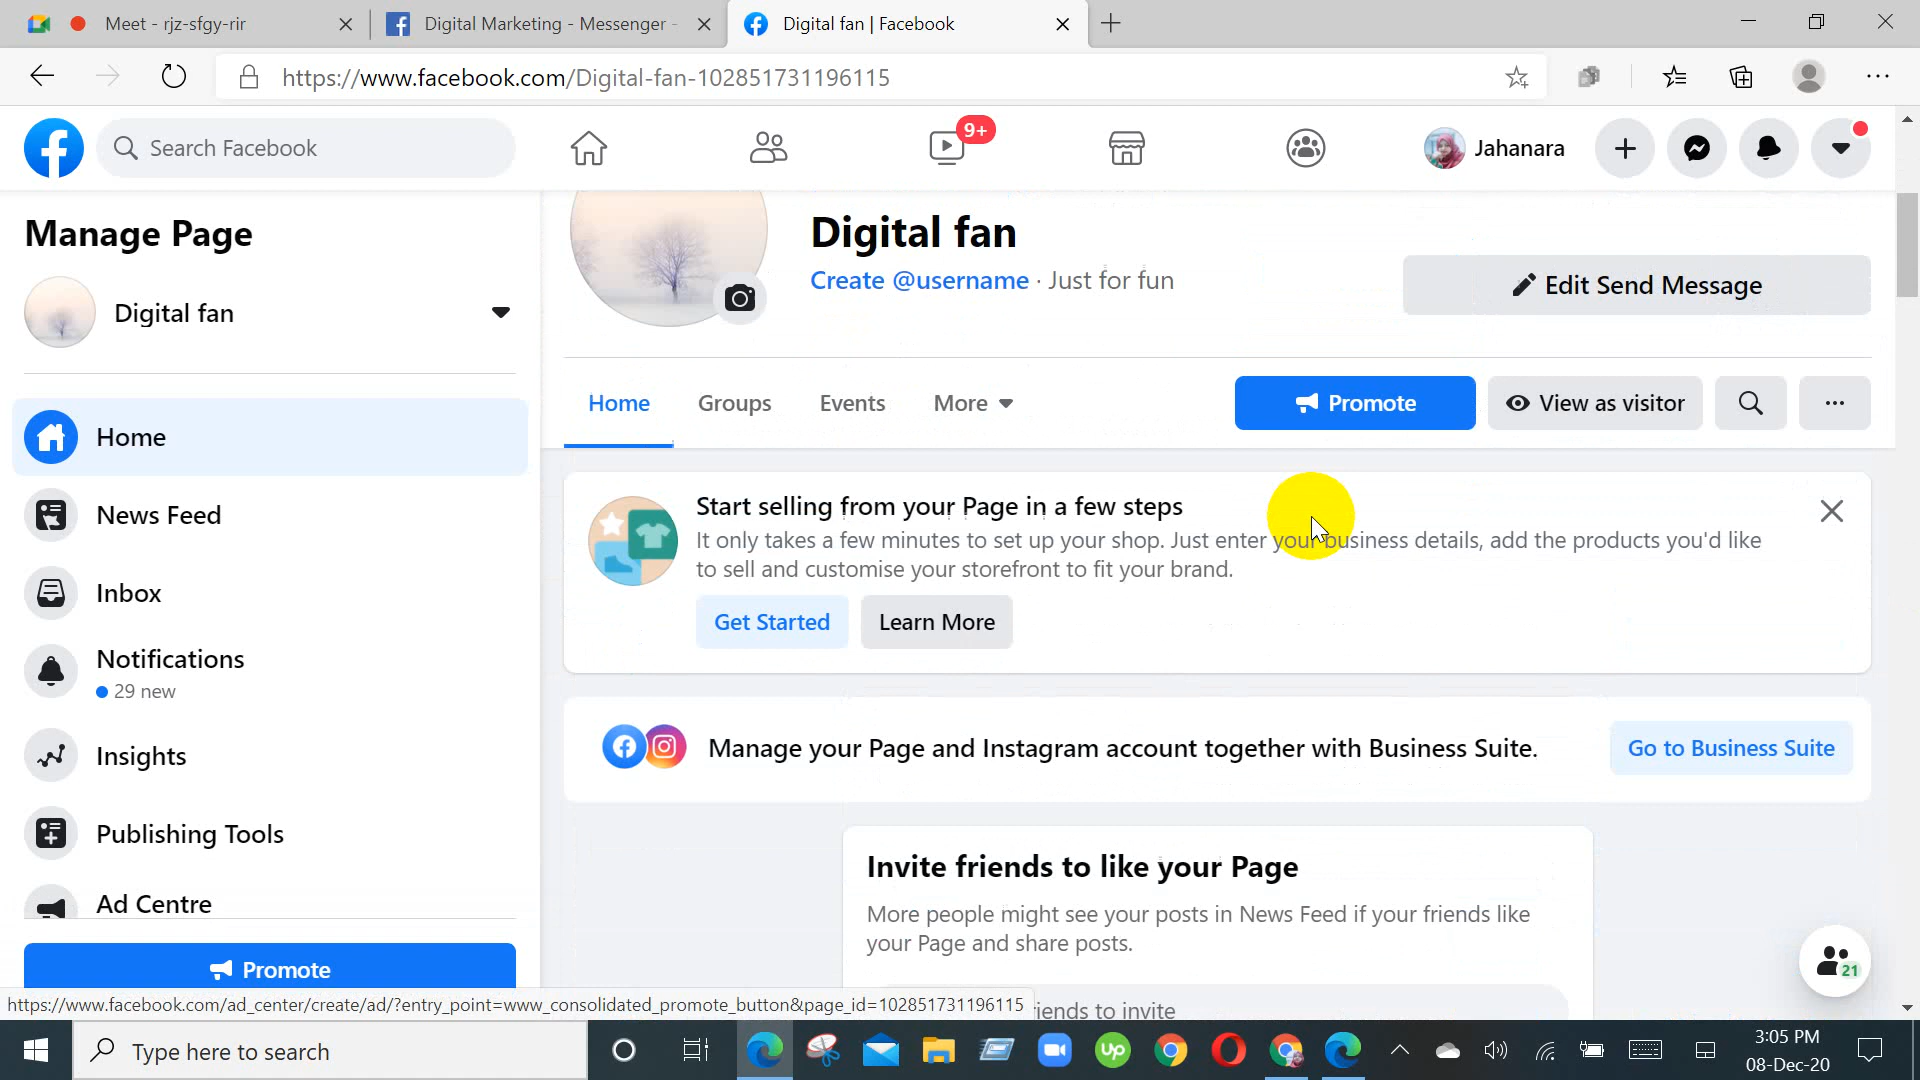 Meet - rjz-sfgy-rir
Digital Marketing - Messenger -
Digital fan | Facebook
https://www.facebook.com/Digital-fan-102851731196115
Search Facebook
9+
Jahanara
Manage Page
Digital fan
Digital fan
Create @username · Just for fun
Edit Send Message
Home
Groups
Events
More
Promote
View as visitor
Home
News Feed
Inbox
Notifications
29 new
Insights
Publishing Tools
Ad Centre
Promote
Start selling from your Page in a few steps
It only takes a few minutes to set up your shop. Just enter your business details, add the products you'd like
to sell and customise your storefront to fit your brand.
Get Started
Learn More
Manage your Page and Instagram account together with Business Suite.
Go to Business Suite
Invite friends to like your Page
More people might see your posts in News Feed if your friends like
your Page and share posts.
21
https://www.facebook.com/ad_center/create/ad/?entry_point=www_consolidated_promote_button&page_id=102851731196115
iends to invite
Type here to search
Up
3:05 PM
08-Dec-20